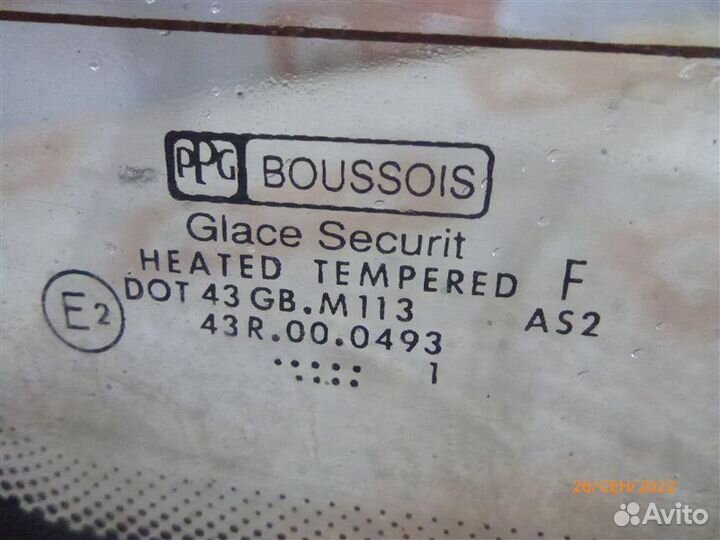 PPG BOUSSOIS
Glace Securit
HEATED TEMPERED F
E2 DOT 43 GB.M113 AS2
43R.00.0493
1
26/СЕН/2022
Avito